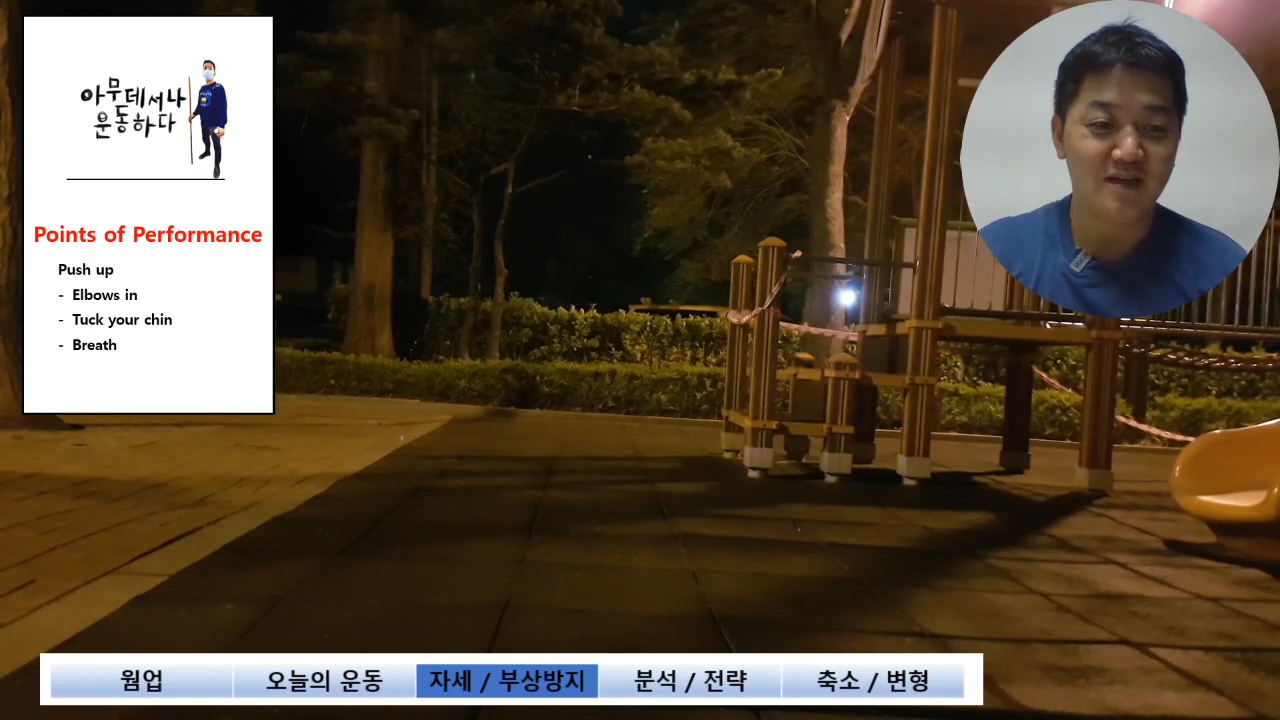 아무데서나
운동하다
Points of Performance
Push up
- Elbows in
- Tuck your chin
- Breath
웜업
오늘의 운동
자세 / 부상방지
분석 / 전략
축소 / 변형